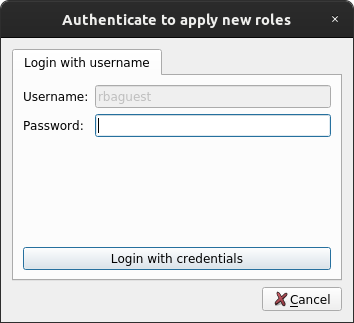 Authenticate to apply new roles
×
Login with username
Username: rbaguest
Password:
Login with credentials
Cancel